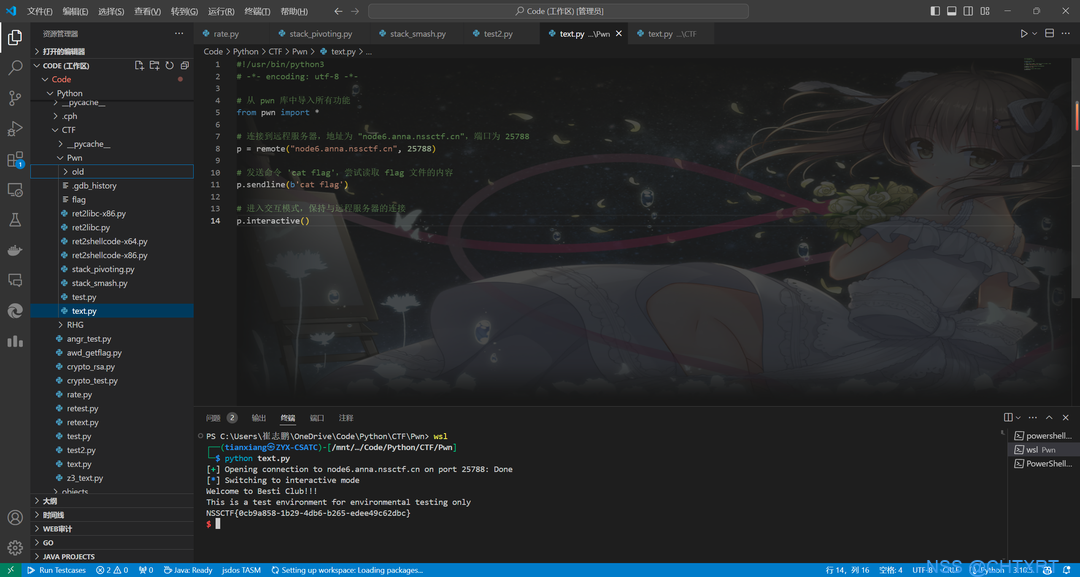 文件(F) 编辑(E) 选择(S) 查看(V) 转到(G) 运行(R) 终端(T) 帮助(H)
Code (工作区) [管理员]
资源管理器
打开的编辑器
CODE (工作区)
Code
Python
__pycache__
.cph
CTF
__pycache__
Pwn
old
.gdb_history
flag
ret2libc-x86.py
ret2libc.py
ret2shellcode-x64.py
ret2shellcode-x86.py
stack_pivoting.py
stack_smash.py
test.py
text.py
RHG
angr_test.py
awd_getflag.py
crypto_rsa.py
crypto_test.py
rate.py
retest.py
retext.py
test.py
test2.py
text.py
z3_text.py
objects
大纲
时间线
WEB审计
GO
JAVA PROJECTS
1
rate.py stack_pivoting.py stack_smash.py test2.py text.py ...\Pwn text.py ...\CTF
Code > Python > CTF > Pwn > text.py > ...
1 #!/usr/bin/python3
2 # -*- encoding: utf-8 -*-
3
4 # 从 pwn 库中导入所有功能
5 from pwn import *
6
7 # 连接到远程服务器，地址为 "node6.anna.nssctf.cn"，端口为 25788
8 p = remote("node6.anna.nssctf.cn", 25788)
9
10 # 发送命令 'cat flag'，尝试读取 flag 文件的内容
11 p.sendline(b'cat flag')
12
13 # 进入交互模式，保持与远程服务器的连接
14 p.interactive()
问题 2 输出 终端 端口 注释
PS C:\Users\崔志鹏\OneDrive\Code\Python\CTF\Pwn> wsl
(tianxiang㉿ZYX-CSATC)-[/mnt/…/Code/Python/CTF/Pwn]
$ python text.py
[+] Opening connection to node6.anna.nssctf.cn on port 25788: Done
[*] Switching to interactive mode
Welcome to Besti Club!!!
This is a test environment for environmental testing only
NSSCTF{0cb9a858-1b29-4db6-b265-edee49c62dbc}
$
powershell...
wsl Pwn
PowerShell...
Run Testcases 2 0 0 Java: Ready jsdos TASM Setting up workspace: Loading packages...
行 14，列 16 空格: 4 UTF-8 CRLF Python 3.10.5
NSS @CHTXRT